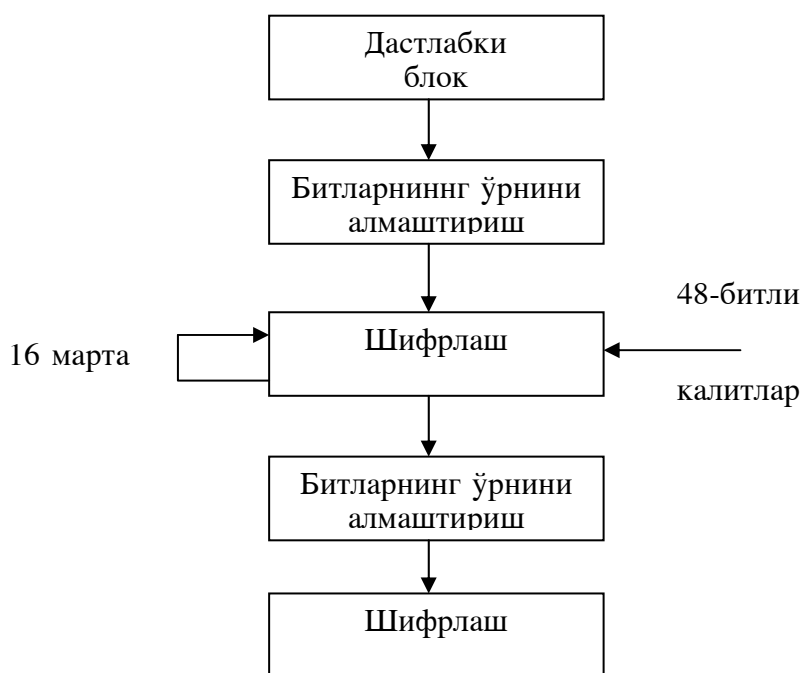 Дастлабки
блок
Битларниннг ўрнини
алмаштириш
48-битли
16 марта
Шифрлаш
калитлар
Битларнинг ўрнини
алмаштириш
Шифрлаш